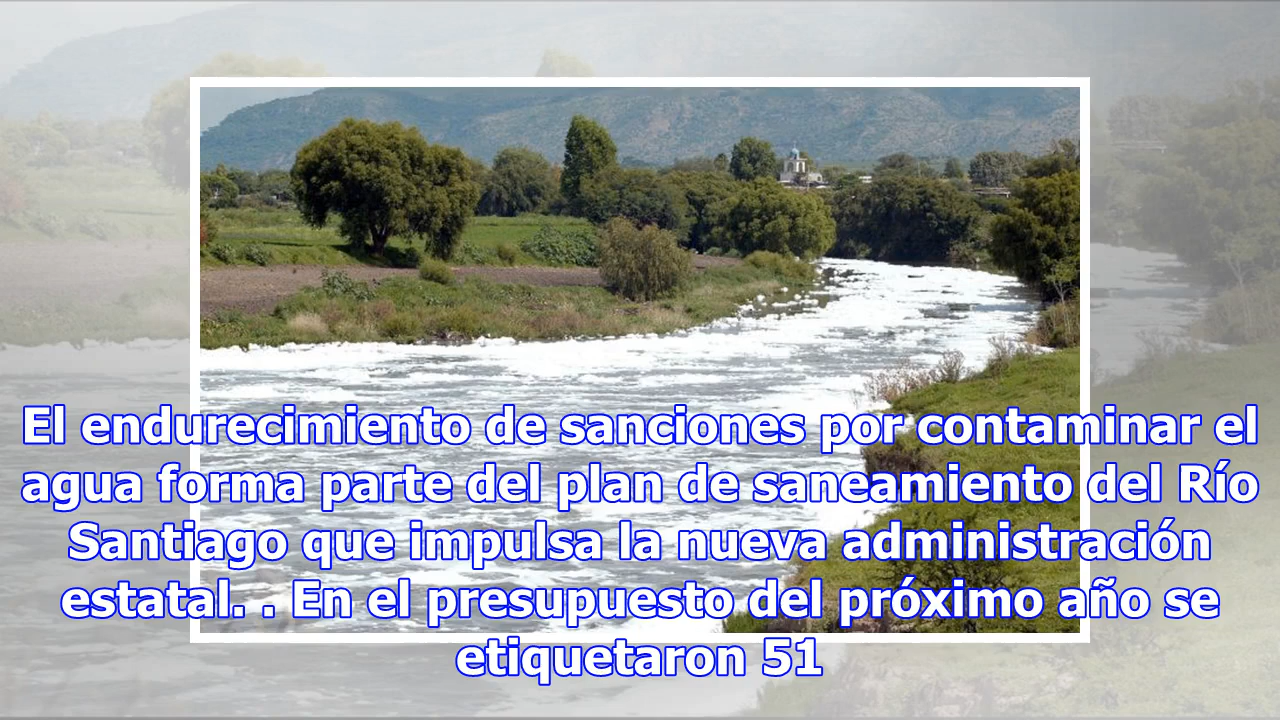 El endurecimiento de sanciones por contaminar el
agua forma parte del plan de saneamiento del Río
Santiago que impulsa la nueva administración
estatal. . En el presupuesto del próximo año se
etiquetaron 51